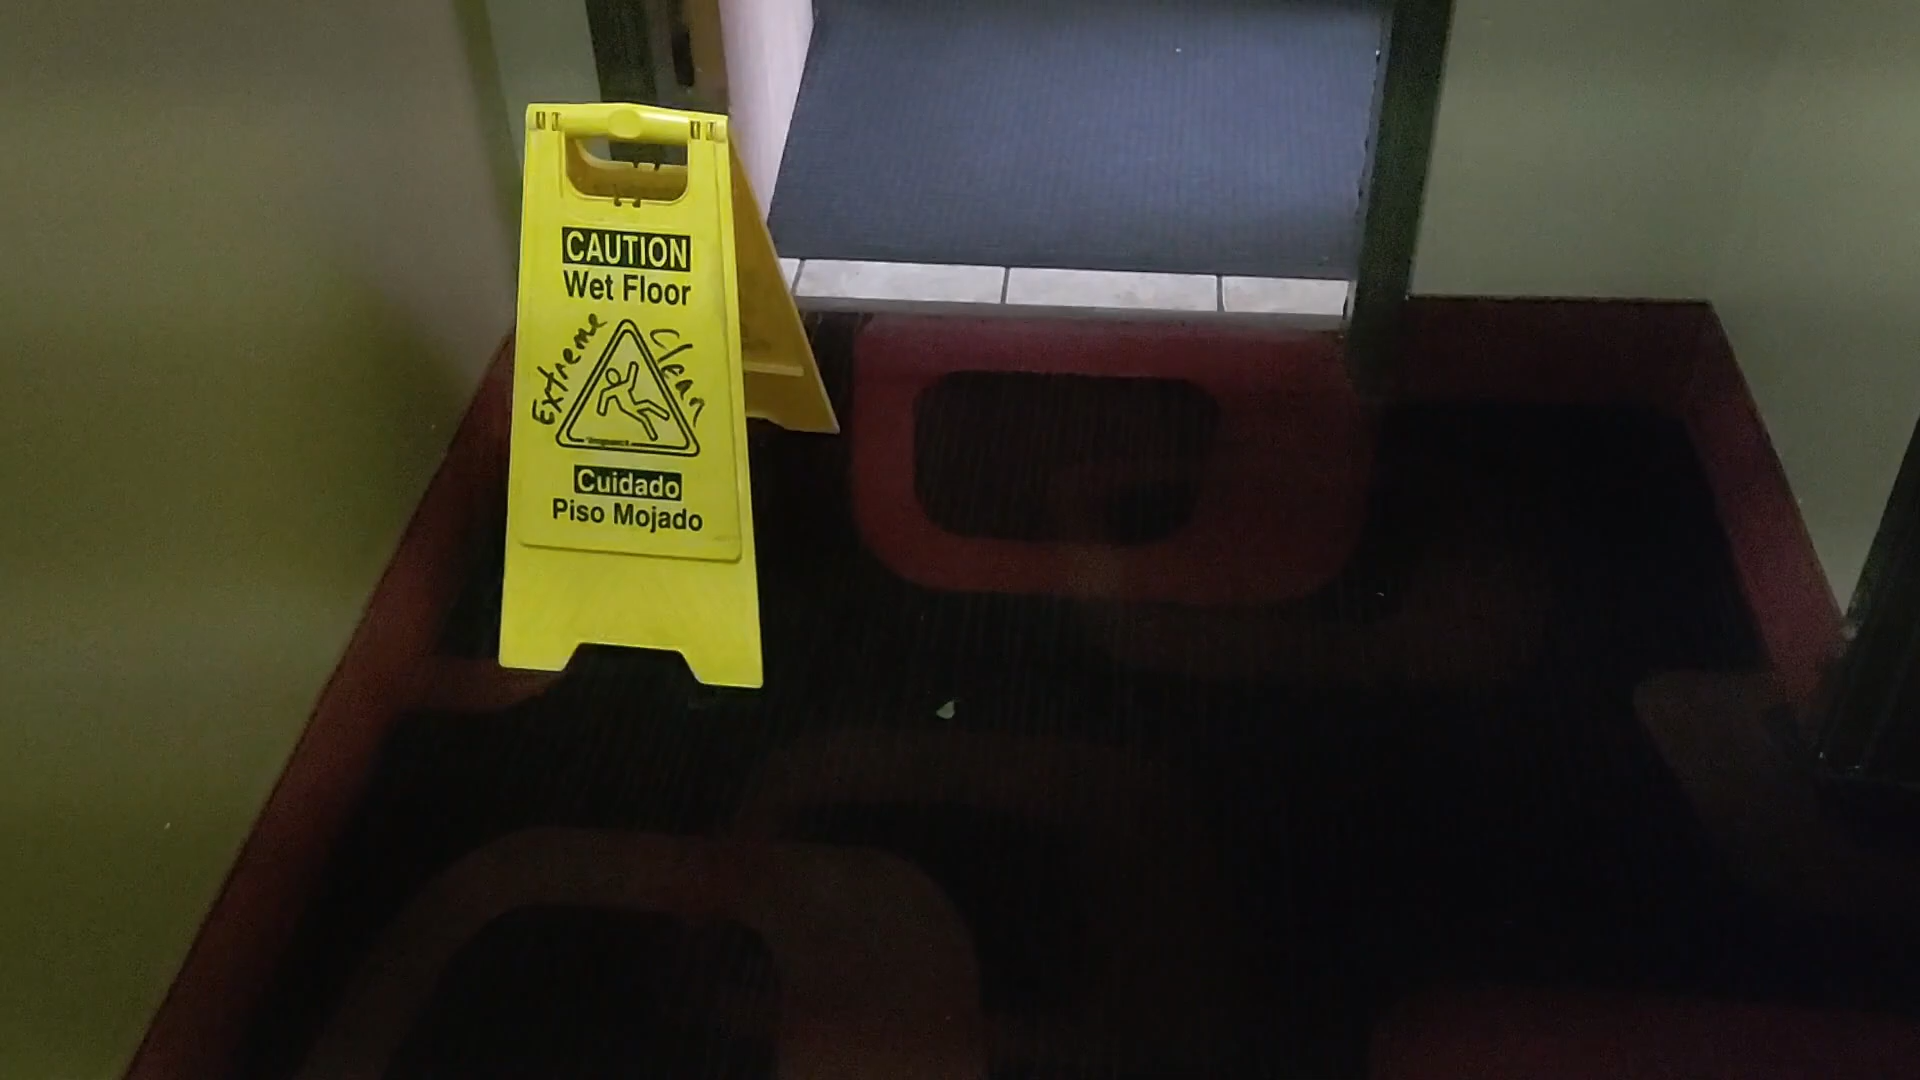 CAUTION
Wet Floor
Extreme Clean
Cuidado
Piso Mojado